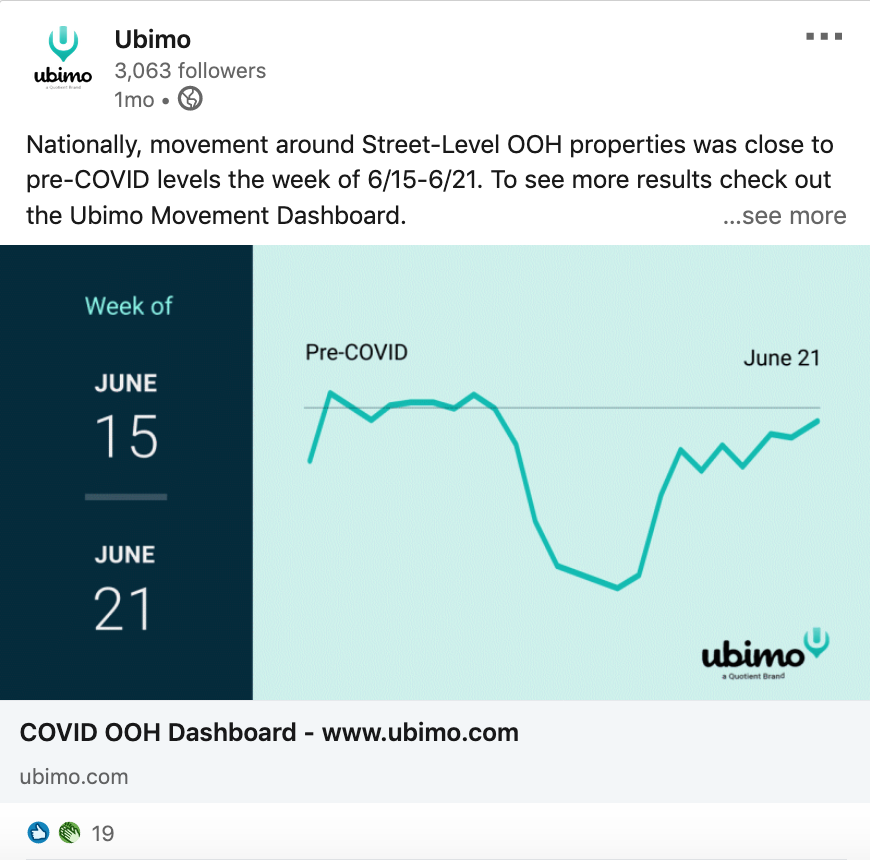 Ubimo
ubimo
a Quotient Brand
3,063 followers
1mo •
Nationally, movement around Street-Level OOH properties was close to
pre-COVID levels the week of 6/15-6/21. To see more results check out
the Ubimo Movement Dashboard.
...see more
Week of
JUNE
15
JUNE
21
Pre-COVID
June 21
ubimo
a Quotient Brand
COVID OOH Dashboard - www.ubimo.com
ubimo.com
19